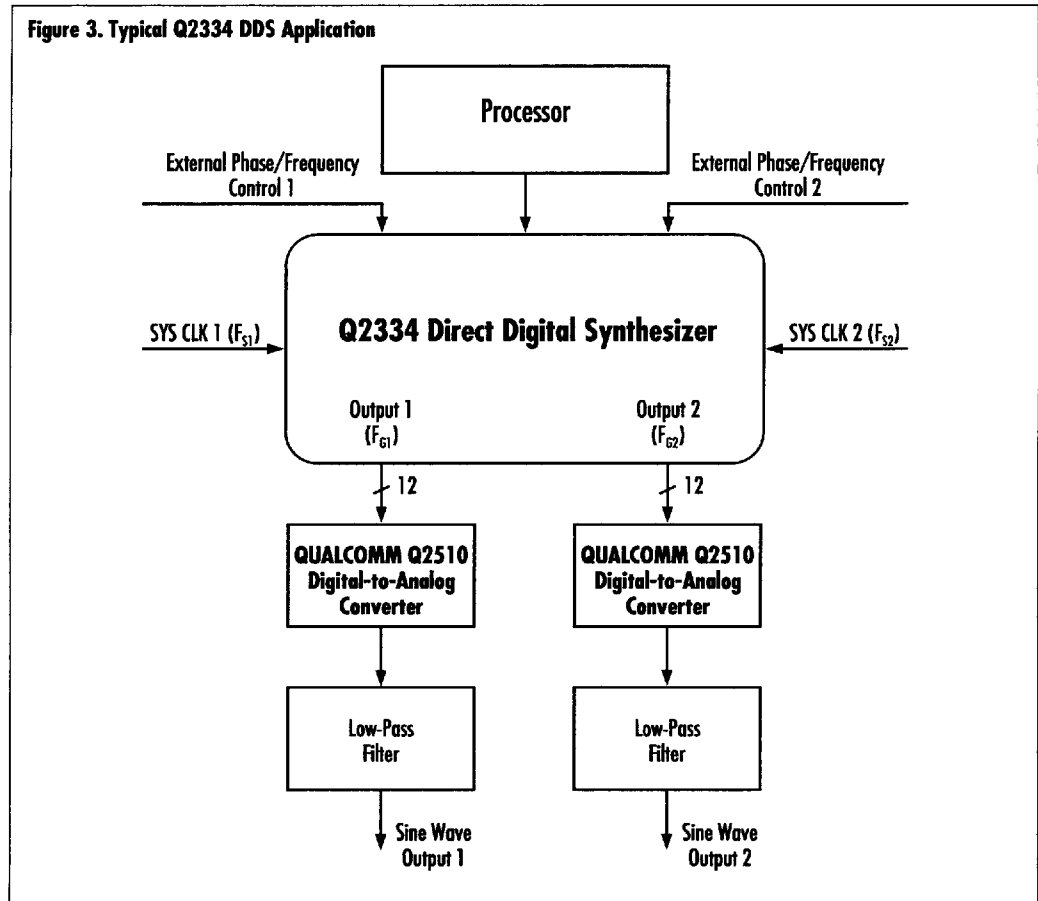 Figure 3. Typical Q2334 DDS Application
Processor
External Phase/Frequency
Control 1
External Phase/Frequency
Control 2
SYS CLK 1 (FS1)
Q2334 Direct Digital Synthesizer
SYS CLK 2 (FS2)
Output 1
(FG1)
Output 2
(FG2)
12
12
QUALCOMM Q2510
Digital-to-Analog
Converter
QUALCOMM Q2510
Digital-to-Analog
Converter
Low-Pass
Filter
Low-Pass
Filter
Sine Wave
Output 1
Sine Wave
Output 2